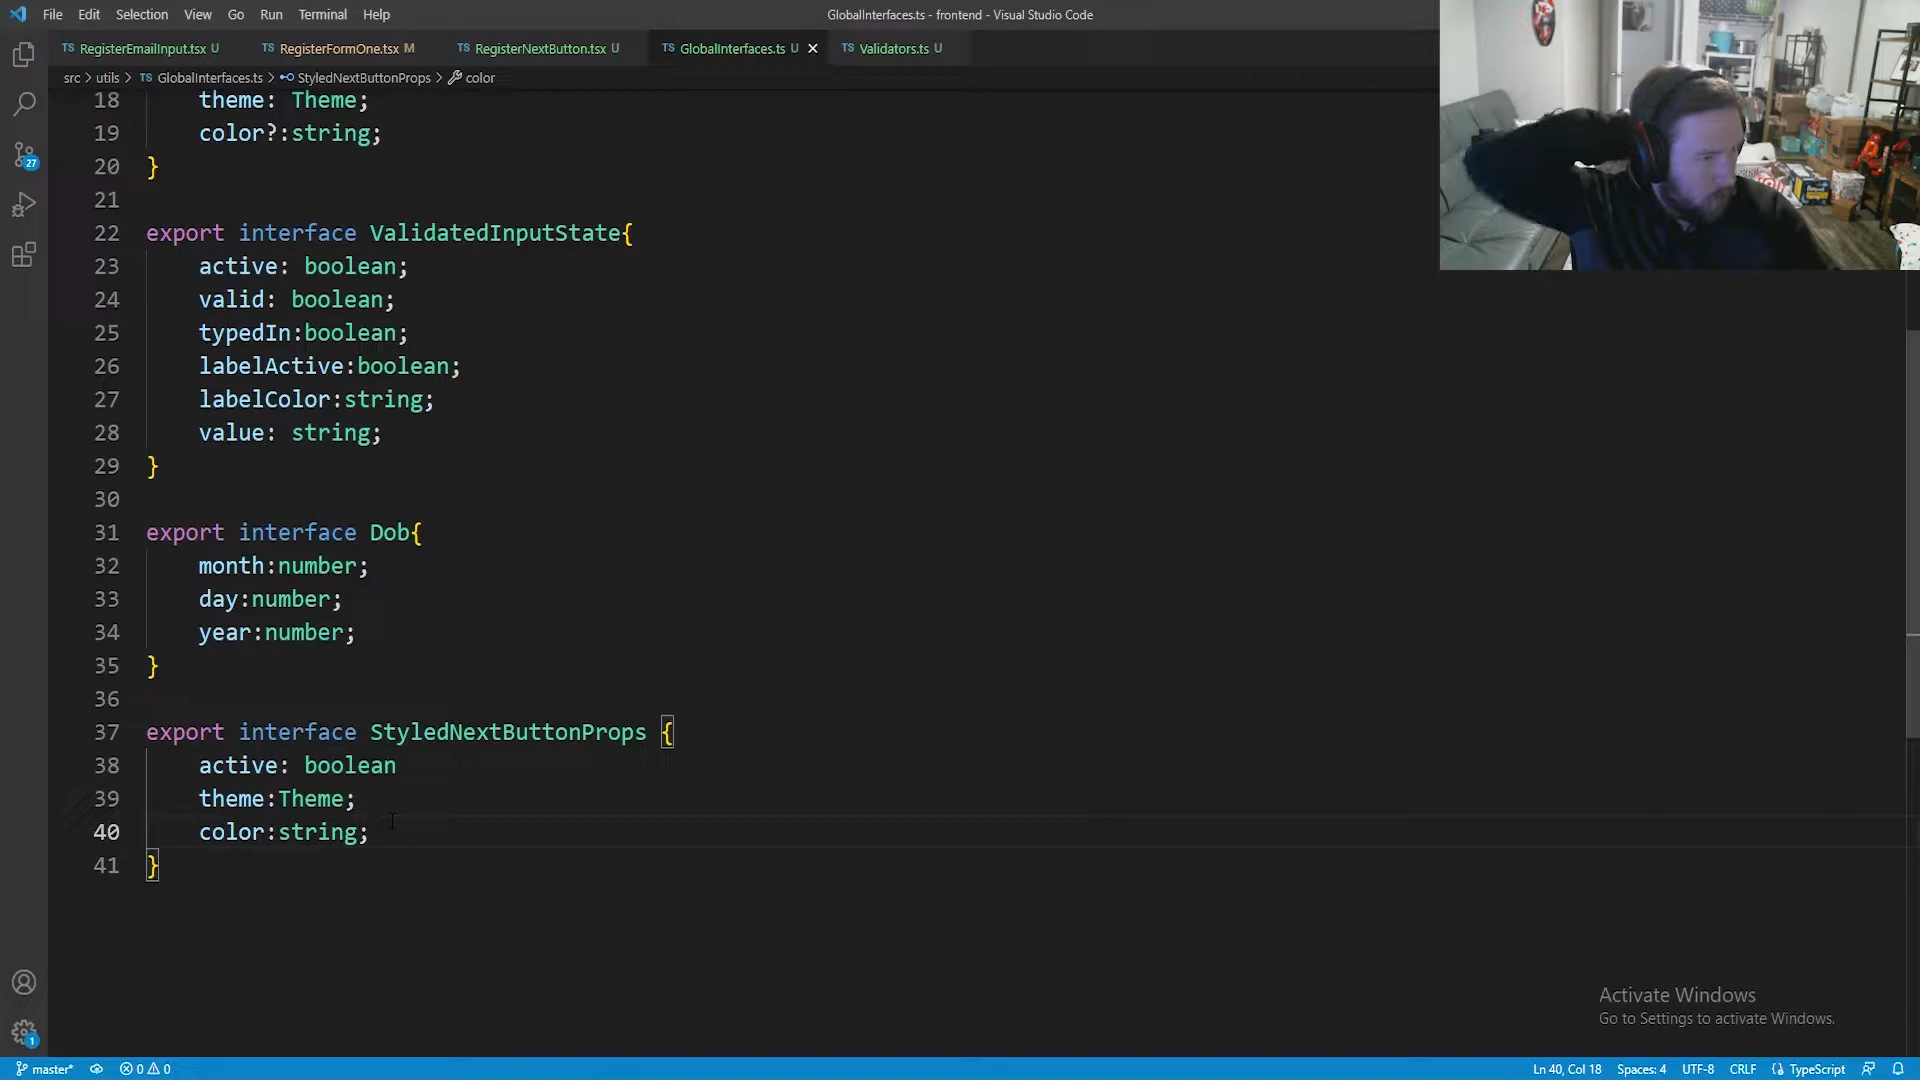 File Edit Selection View Go Run Terminal Help
GlobalInterfaces.ts - frontend - Visual Studio Code
TS RegisterEmailInput.tsx U
TS RegisterFormOne.tsx M
TS RegisterNextButton.tsx U
TS GlobalInterfaces.ts U
TS Validators.ts U
src > utils > TS GlobalInterfaces.ts > StyledNextButtonProps > color
18 theme: Theme;
19 color?:string;
20 }
21
22 export interface ValidatedInputState{
23 active: boolean;
24 valid: boolean;
25 typedIn:boolean;
26 labelActive:boolean;
27 labelColor:string;
28 value: string;
29 }
30
31 export interface Dob{
32 month:number;
33 day:number;
34 year:number;
35 }
36
37 export interface StyledNextButtonProps {
38 active: boolean
39 theme:Theme;
40 color:string;
41 }
27
1
Activate Windows
Go to Settings to activate Windows.
master* 0 0 Ln 40, Col 18 Spaces: 4 UTF-8 CRLF {} TypeScript